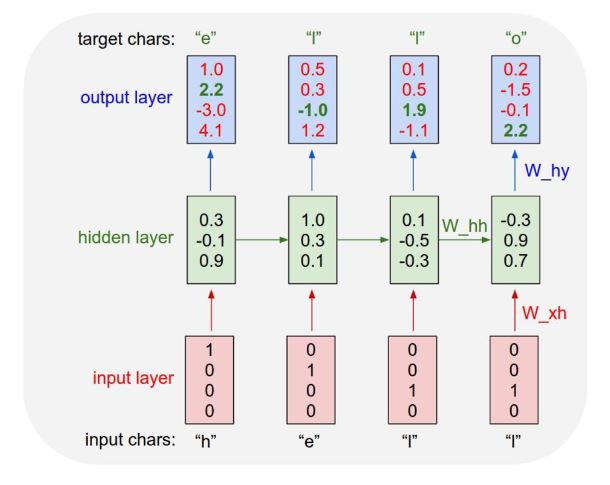 target chars: “e” “l” “l” “o”
output layer
1.0 0.5 0.1 0.2
2.2 0.3 0.5 -1.5
-3.0 -1.0 1.9 -0.1
4.1 1.2 -1.1 2.2
W_hy
hidden layer
0.3 1.0 0.1 -0.3
-0.1 0.3 -0.5 0.9
0.9 0.1 -0.3 0.7
W_hh
W_xh
input layer
1 0 0 0
0 1 0 0
0 0 1 1
0 0 0 0
input chars: “h” “e” “l” “l”